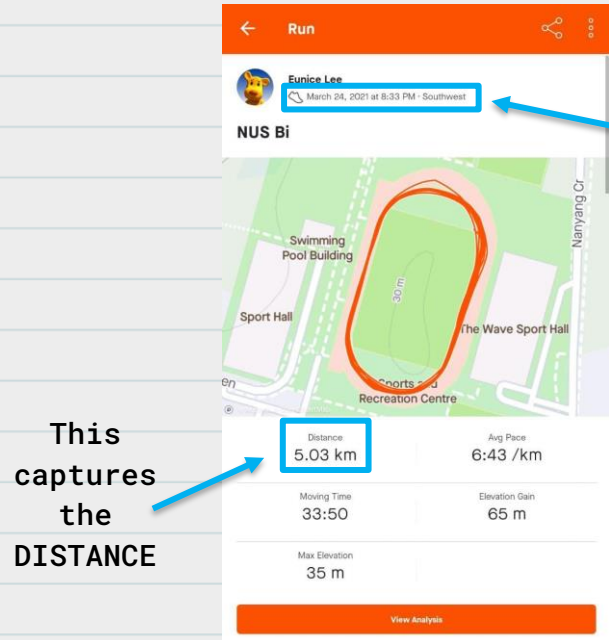 Run
Eunice Lee
March 24, 2021 at 8:33 PM · Southwest
NUS Bi
Nanyang Cr
Swimming
Pool Building
30 m
Sport Hall
The Wave Sport Hall
en
Sports and
Recreation Centre
This
captures
the
DISTANCE
Distance
5.03 km
Avg Pace
6:43 /km
Moving Time
33:50
Elevation Gain
65 m
Max Elevation
35 m
View Analysis